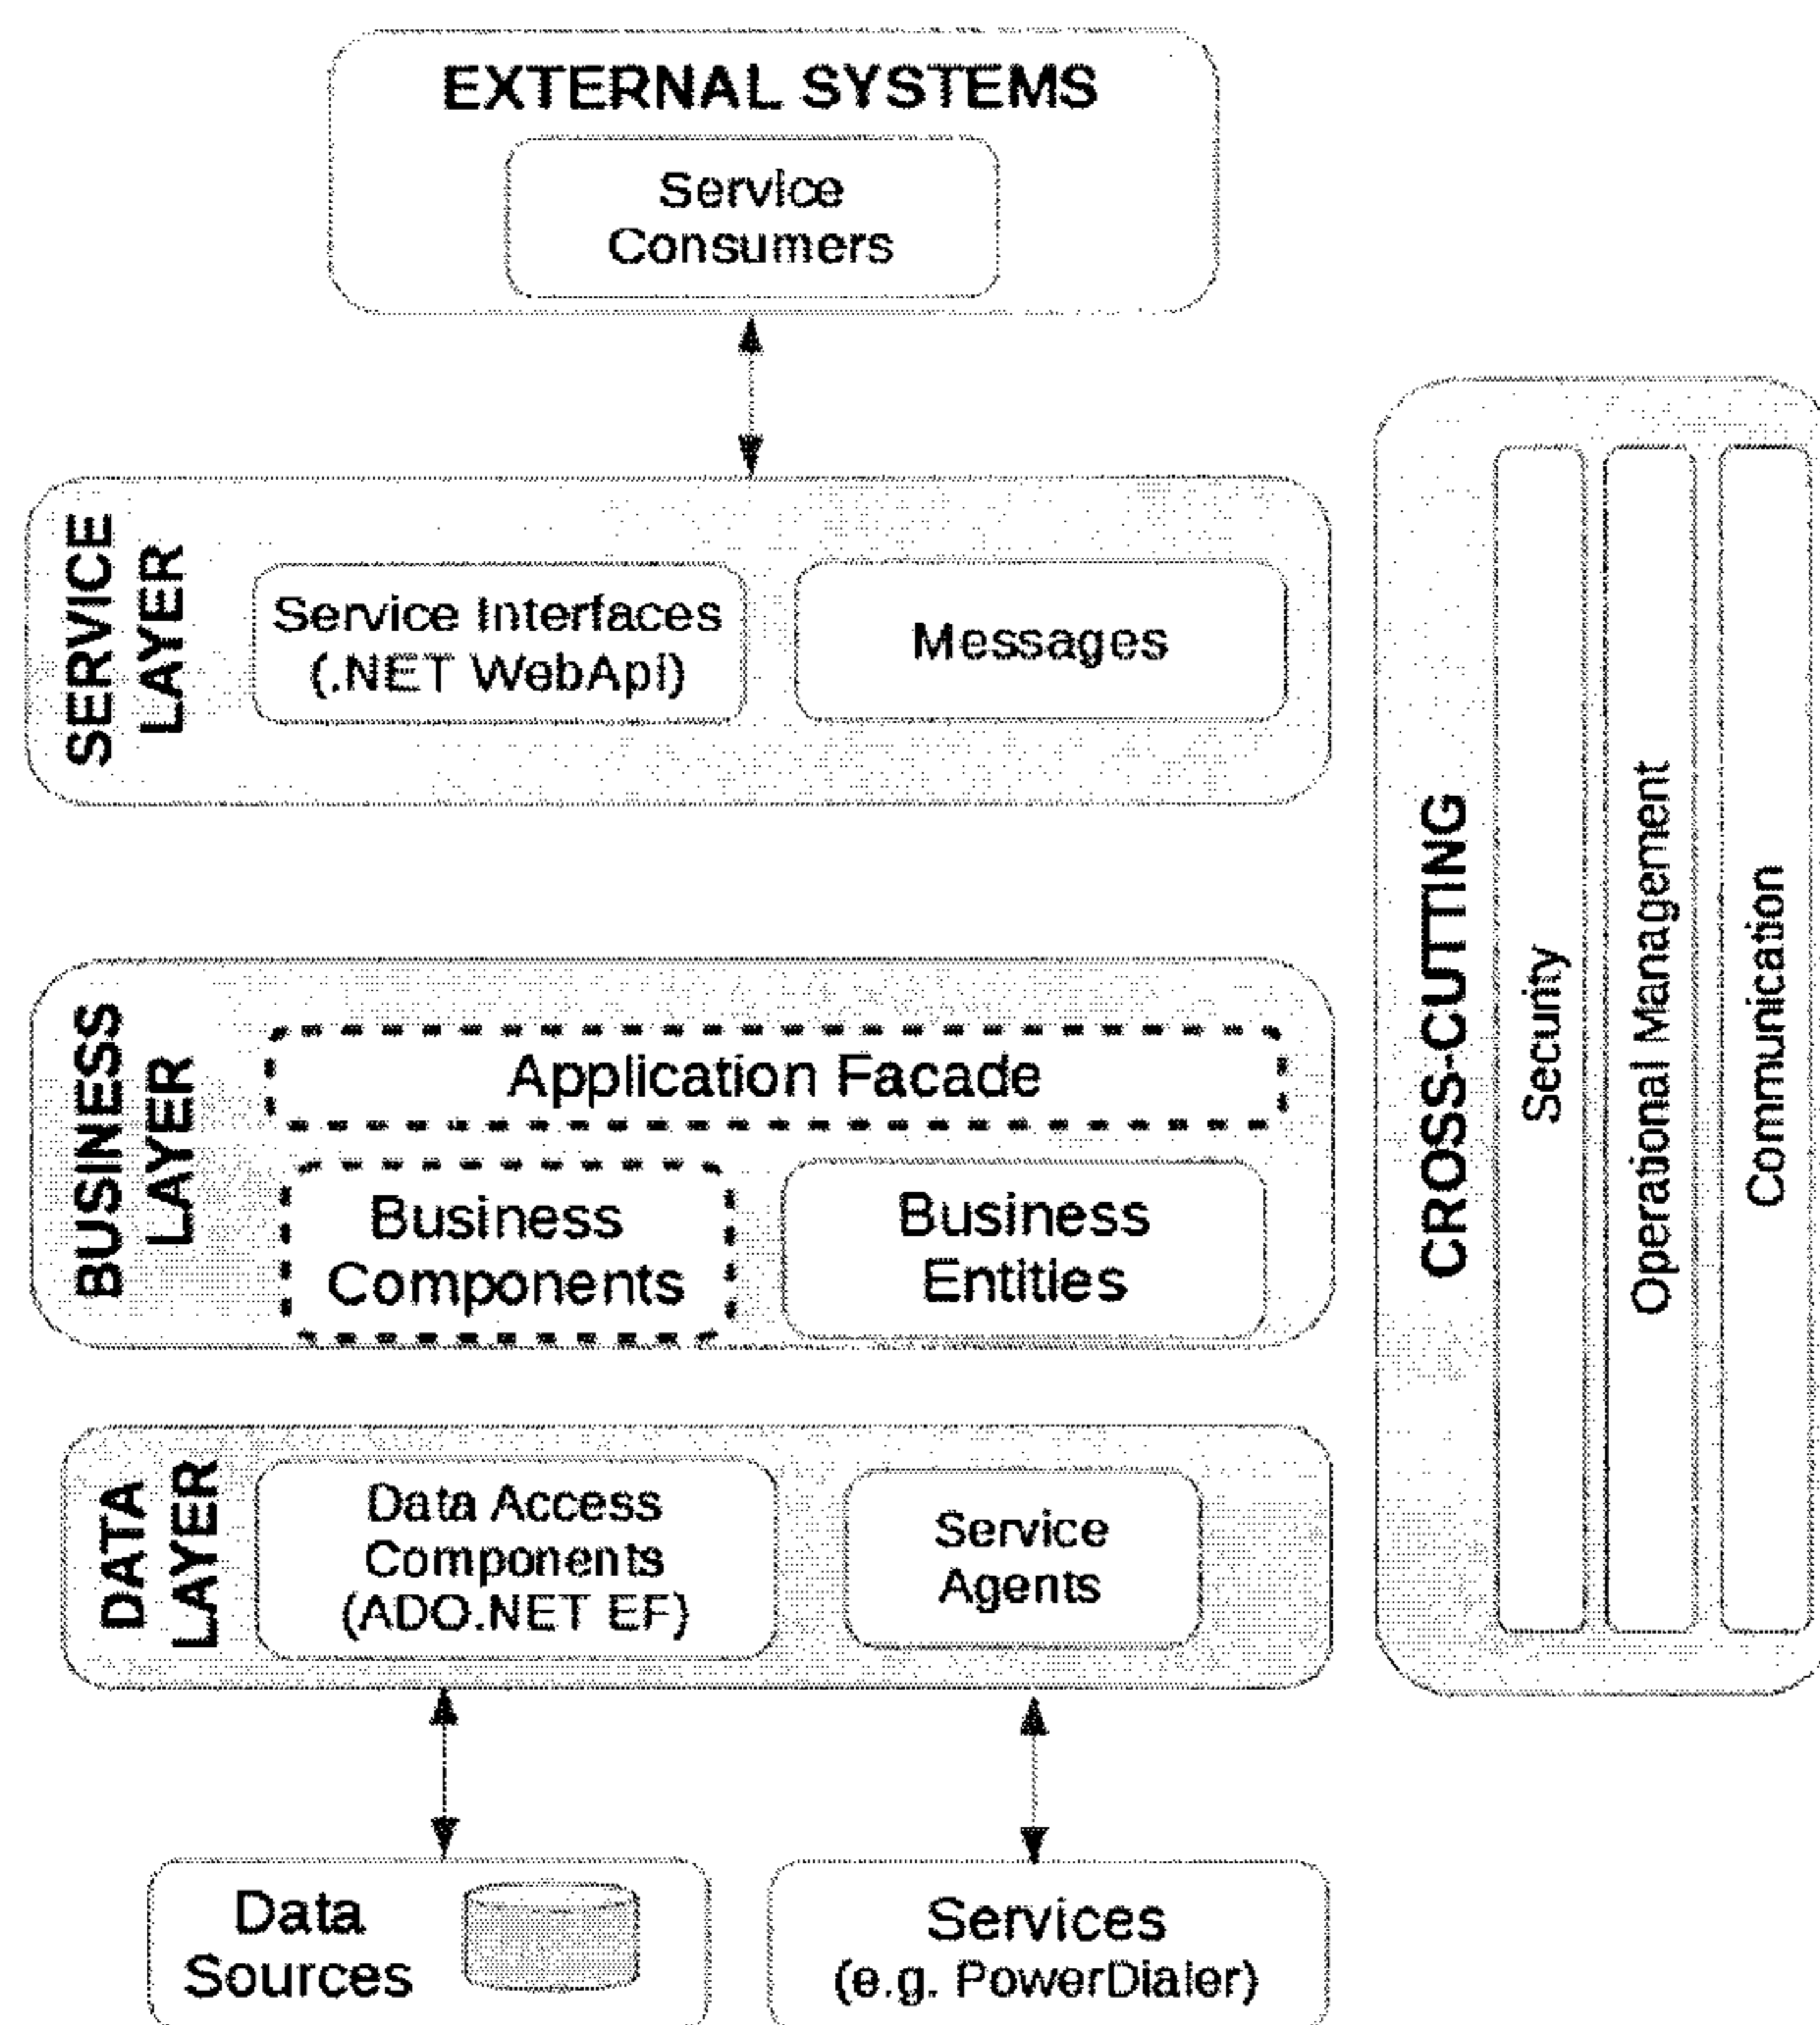 EXTERNAL SYSTEMS
Service
Consumers
SERVICE
LAYER
Service Interfaces
(.NET WebApi)
Messages
BUSINESS
LAYER
Application Facade
Business
Components
Business
Entities
DATA
LAYER
Data Access
Components
(ADO.NET EF)
Service
Agents
Data
Sources
Services
(e.g. PowerDialer)
CROSS-CUTTING
Security
Operational Management
Communication